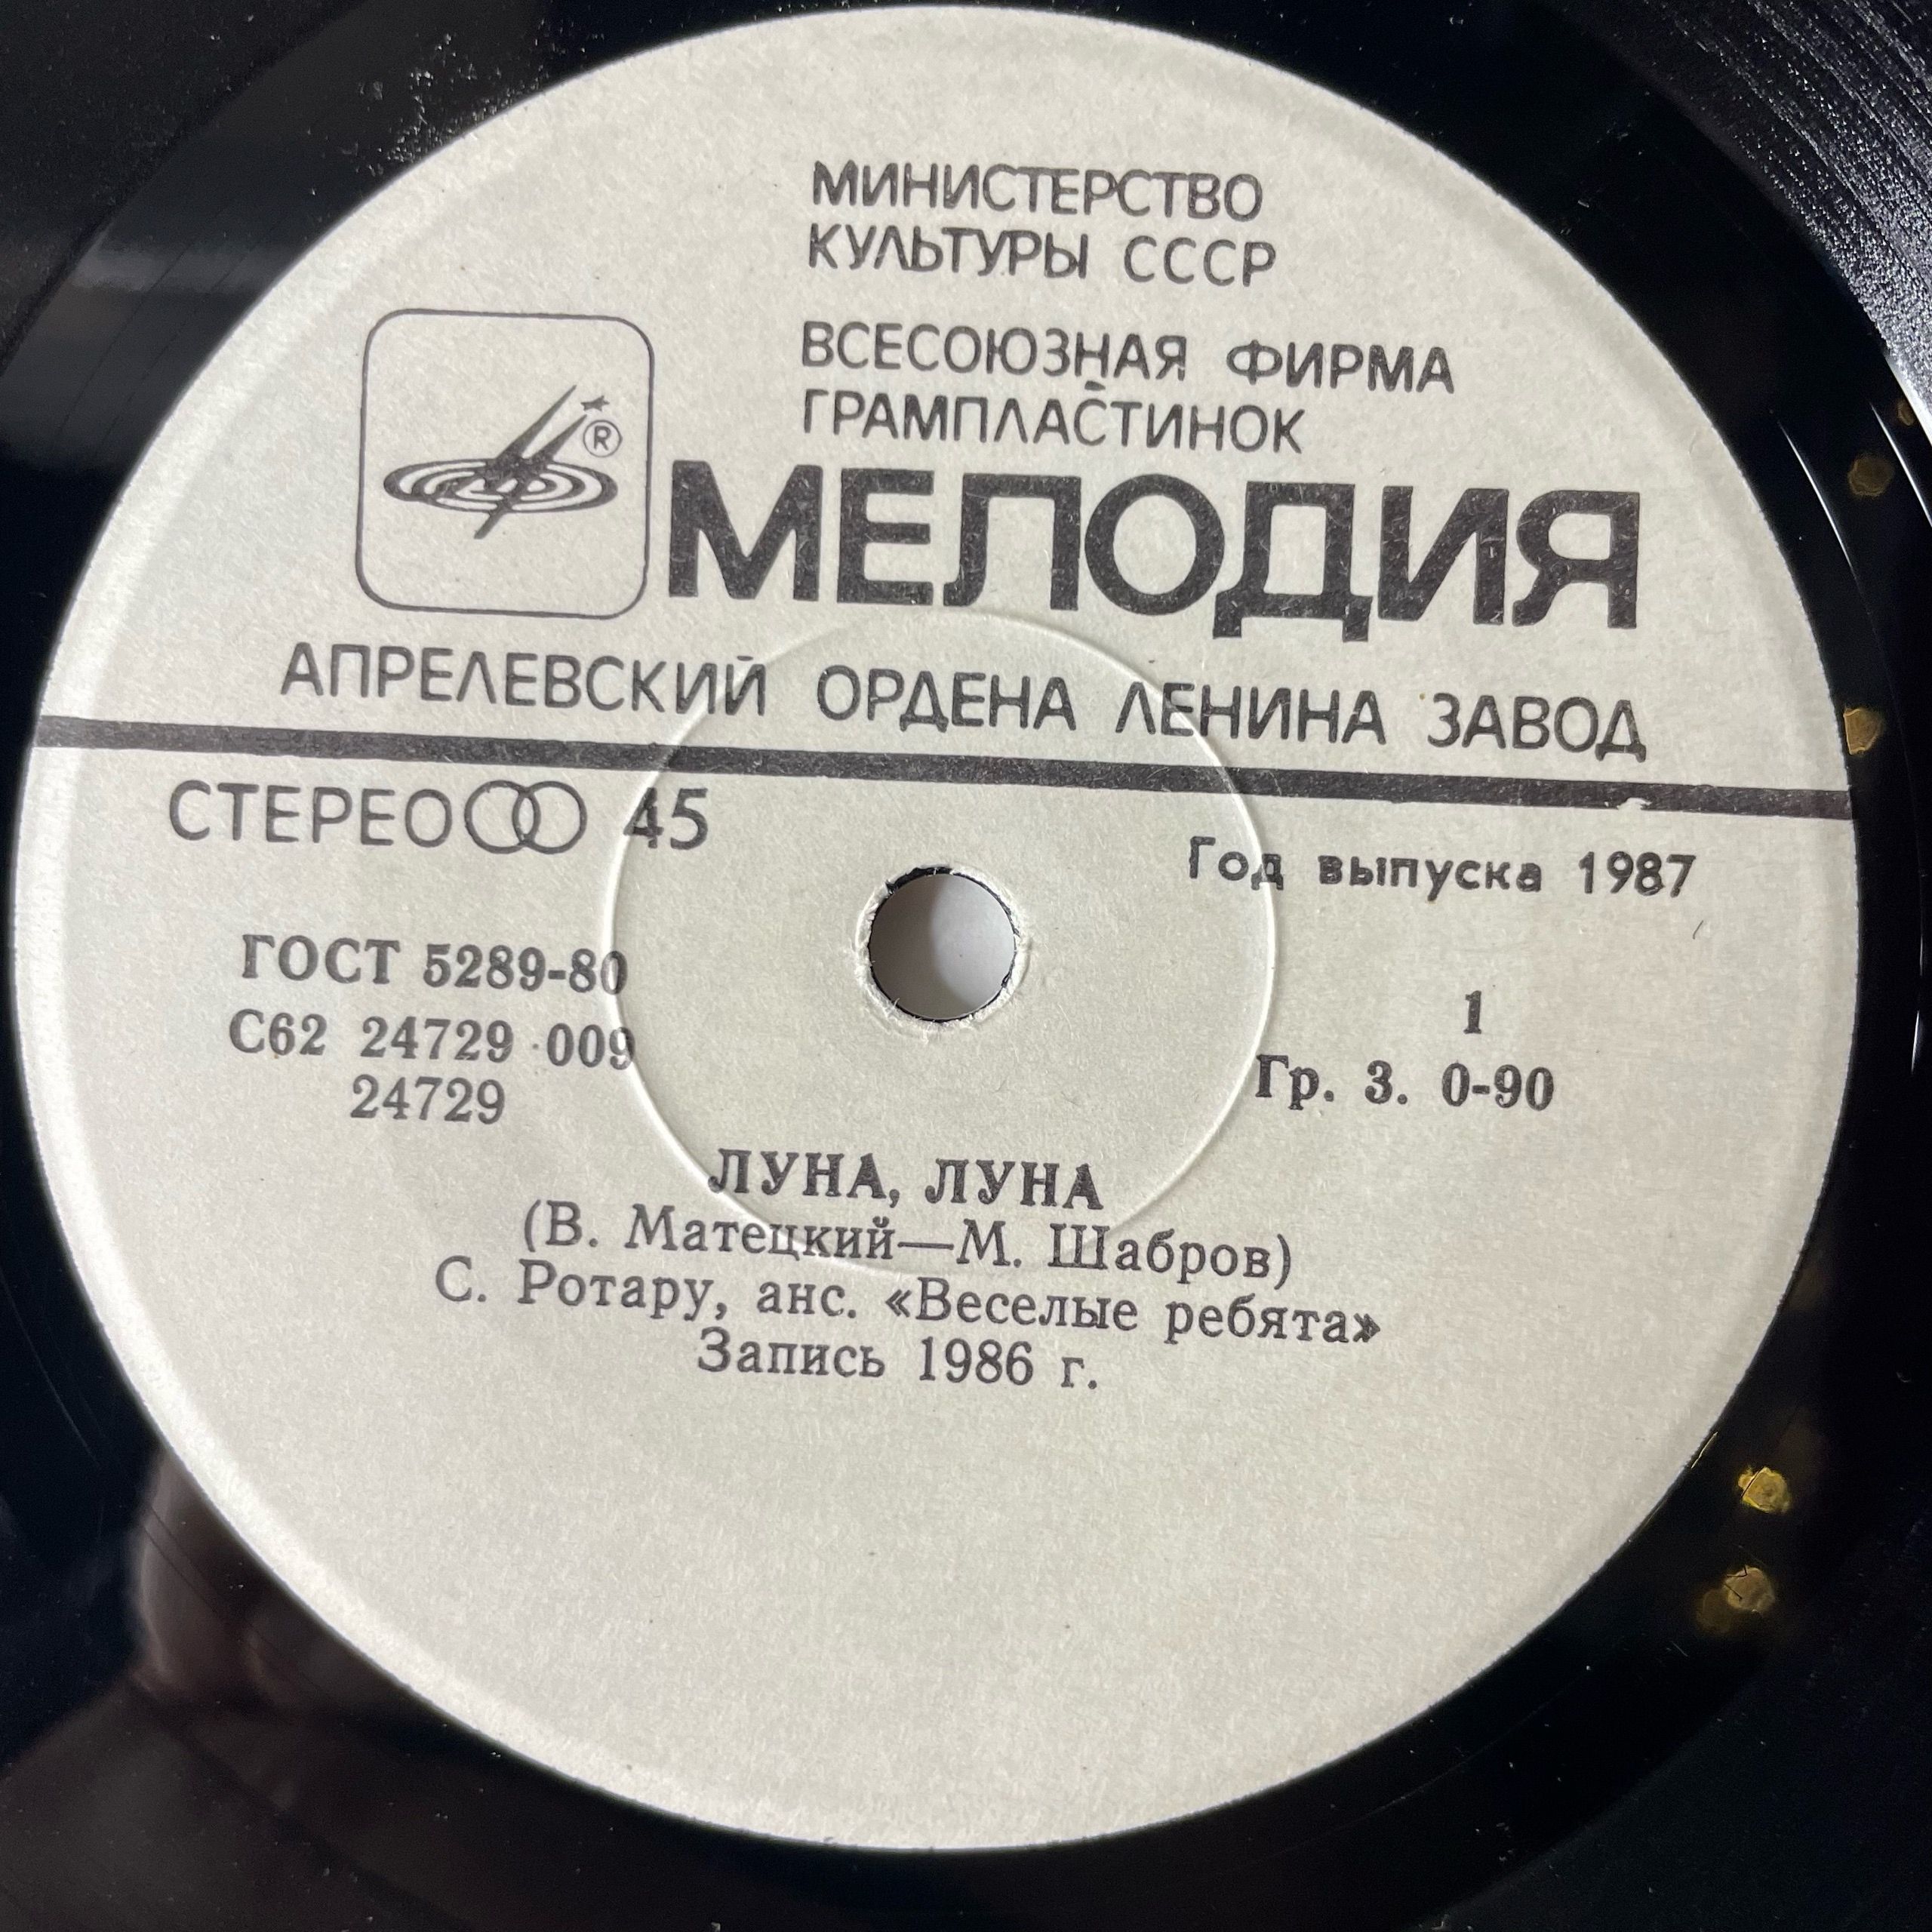 МИНИСТЕРСТВО
КУЛЬТУРЫ СССР
ВСЕСОЮЗНАЯ ФИРМА
ГРАМПЛАСТИНОК
®
МЕЛОДИЯ
АПРЕЛЕВСКИЙ ОРДЕНА ЛЕНИНА ЗАВОД
СТЕРЕО 45
Год выпуска 1987
ГОСТ 5289-80
С62 24729 009
24729
1
Гр. 3. 0-90
ЛУНА, ЛУНА
(В. Матецкий—М. Шабров)
С. Ротару, анс. «Веселые ребята»
Запись 1986 г.